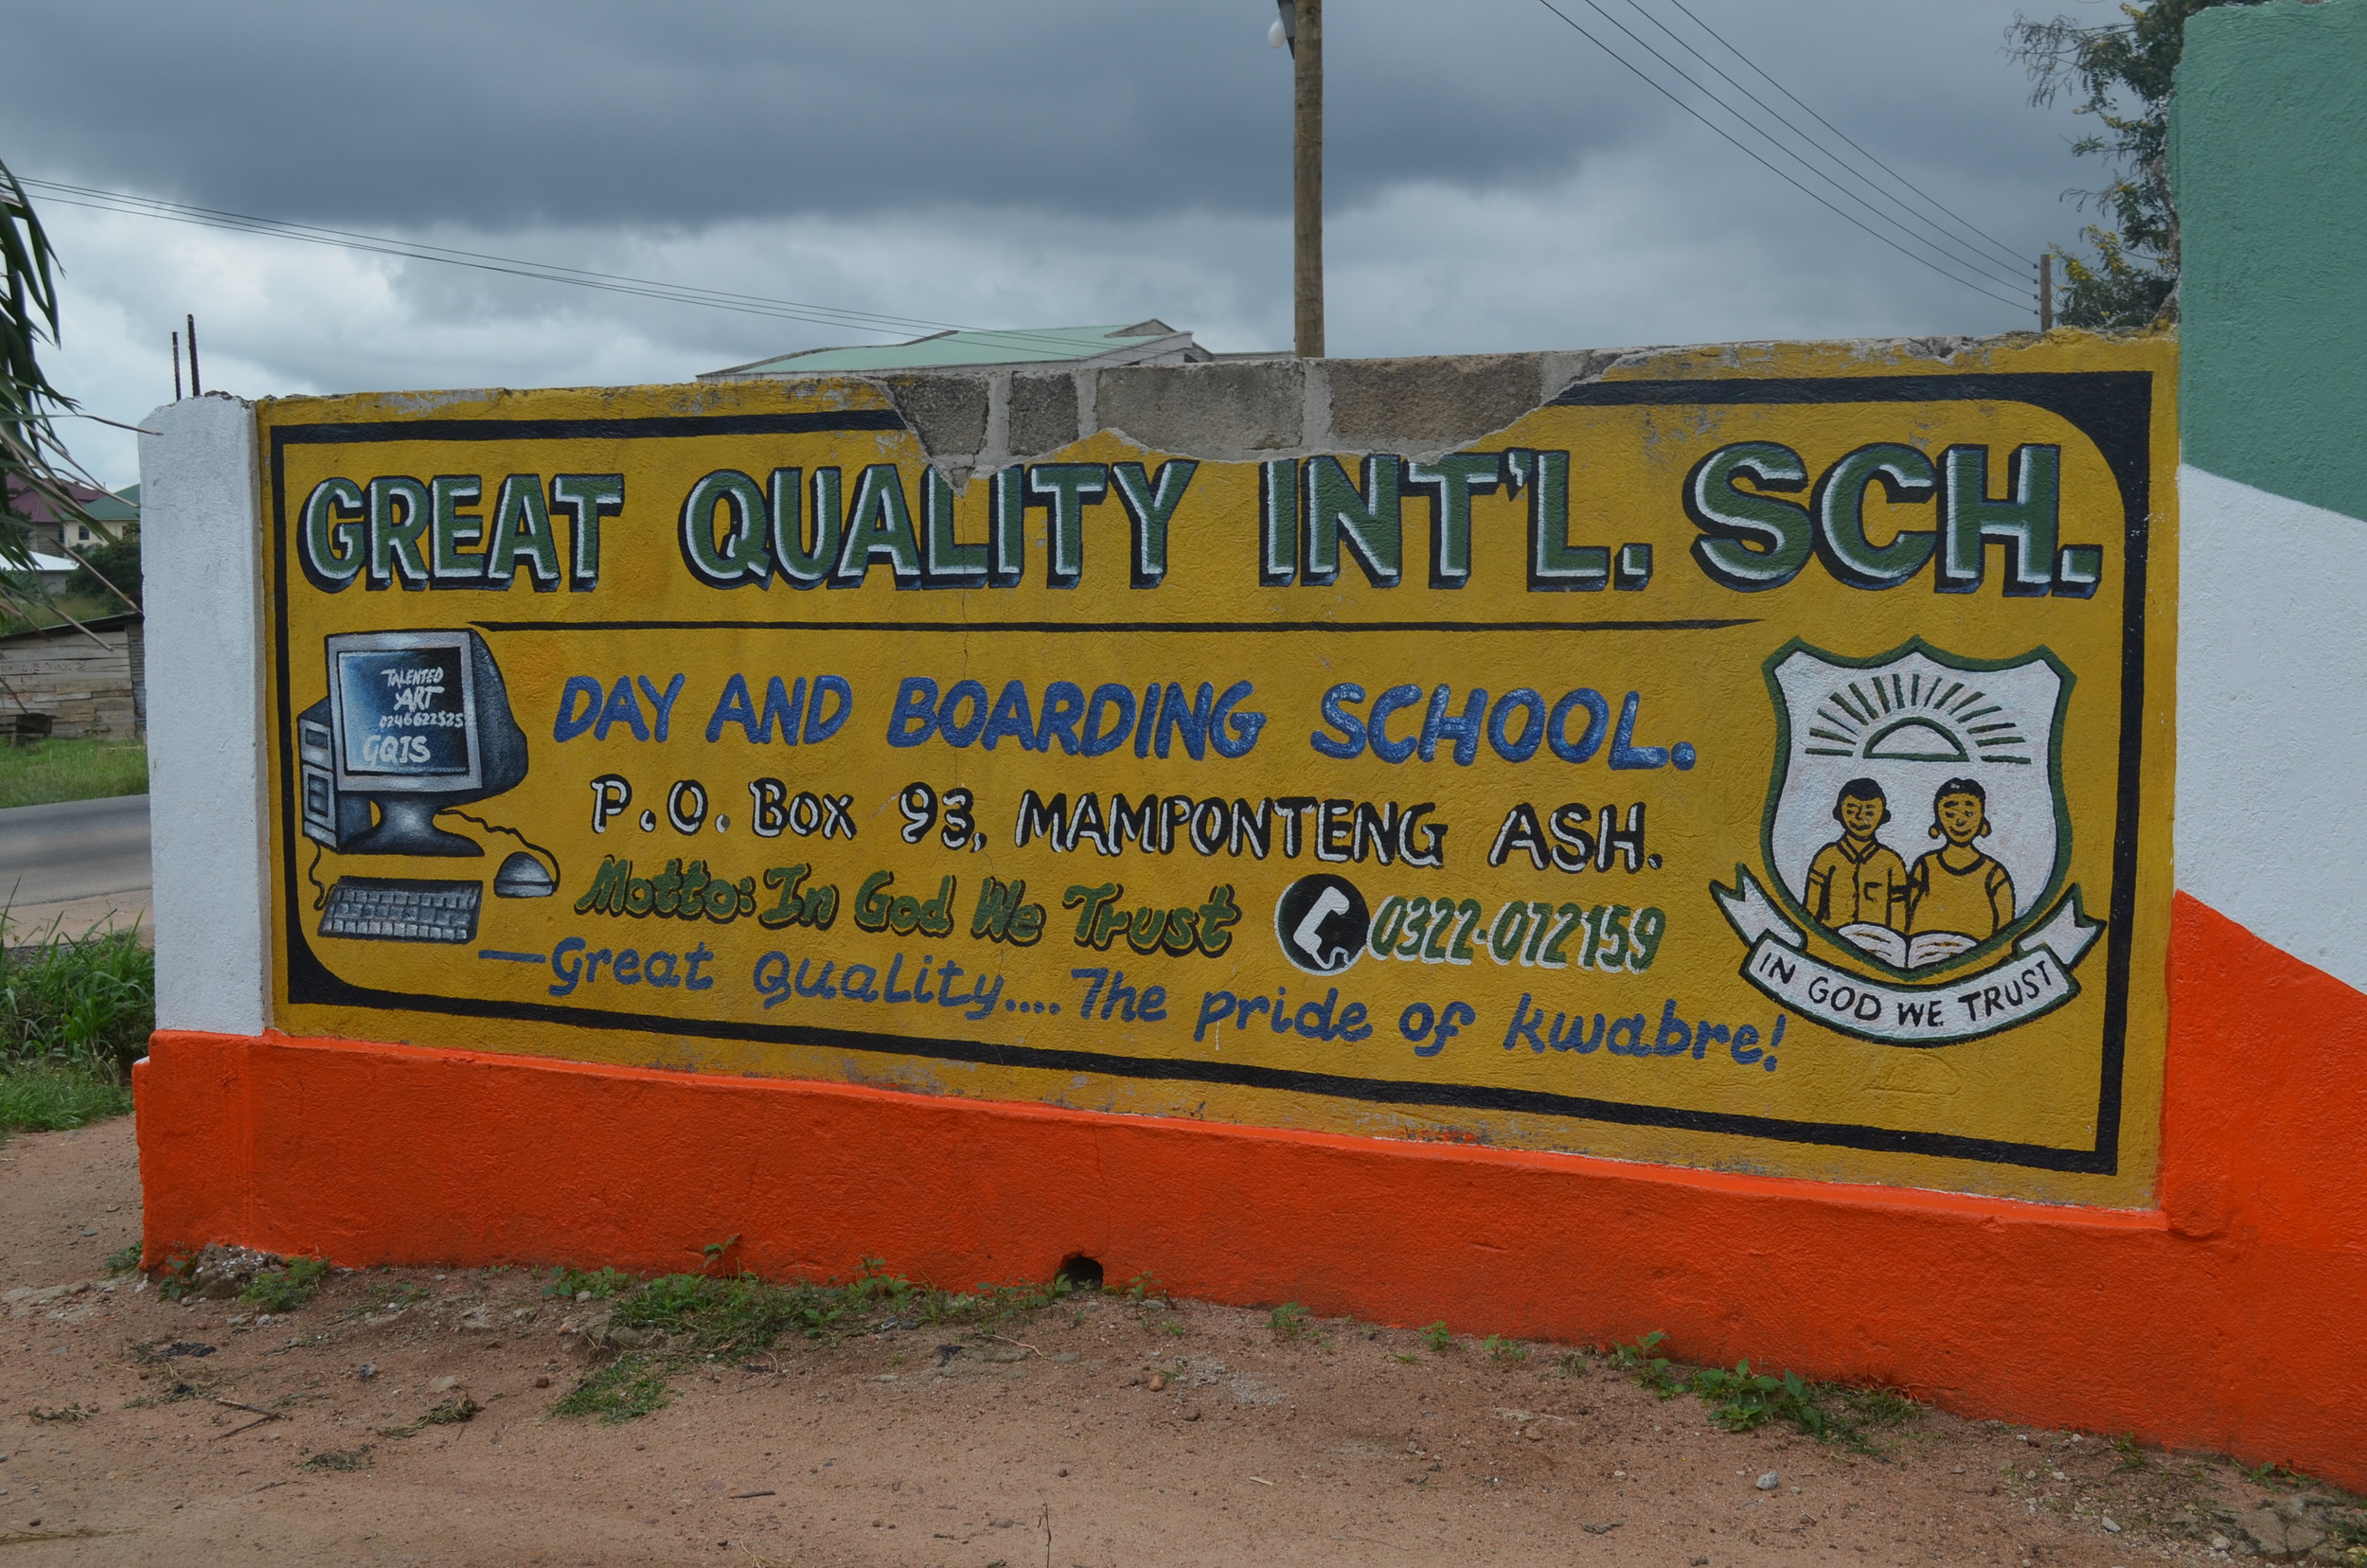 GREAT QUALITY INT'L. SCH.
TALENTED
ART
0246622525
GQIS
DAY AND BOARDING SCHOOL.
P.O. Box 93, MAMPONTENG ASH.
Motto: In God We Trust 0322-072159
—Great Quality.... The pride of kwabre!
IN GOD WE TRUST